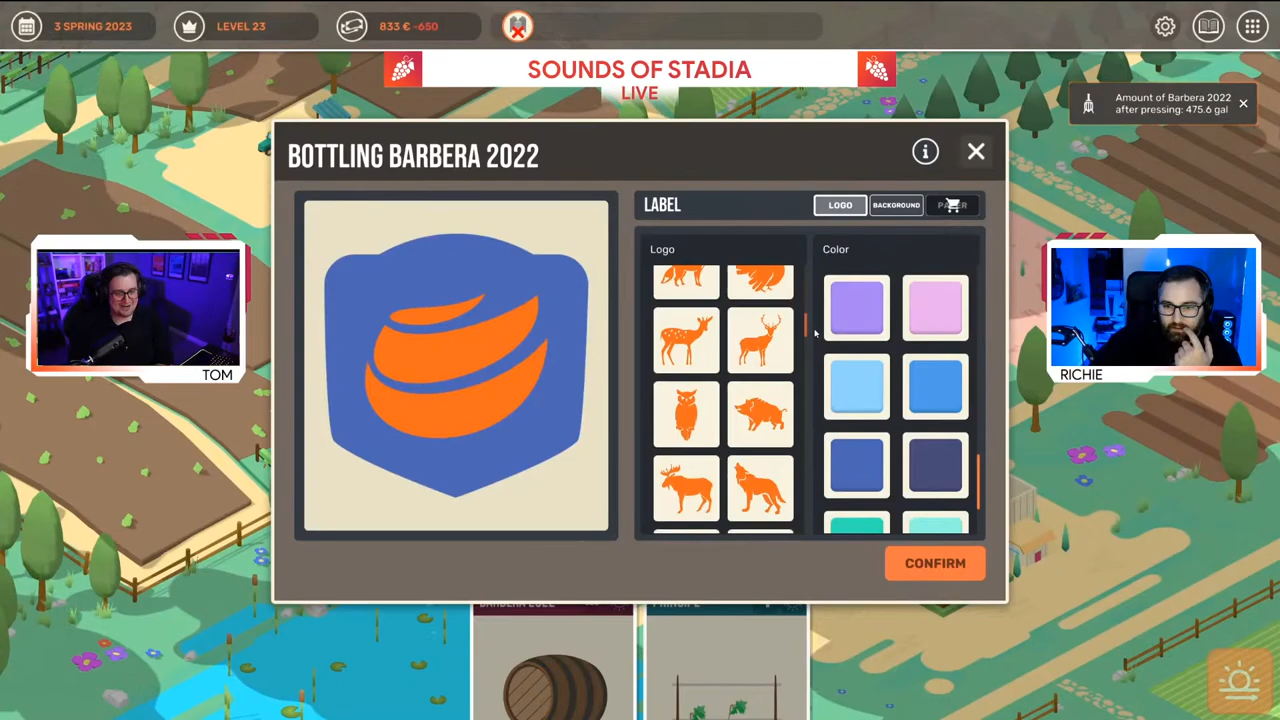 3 SPRING 2023
LEVEL 23
833 € -650
SOUNDS OF STADIA
LIVE
Amount of Barbera 2022
after pressing: 475.6 gal
BOTTLING BARBERA 2022
LABEL
LOGO
BACKGROUND
Logo
Color
TOM
RICHIE
CONFIRM